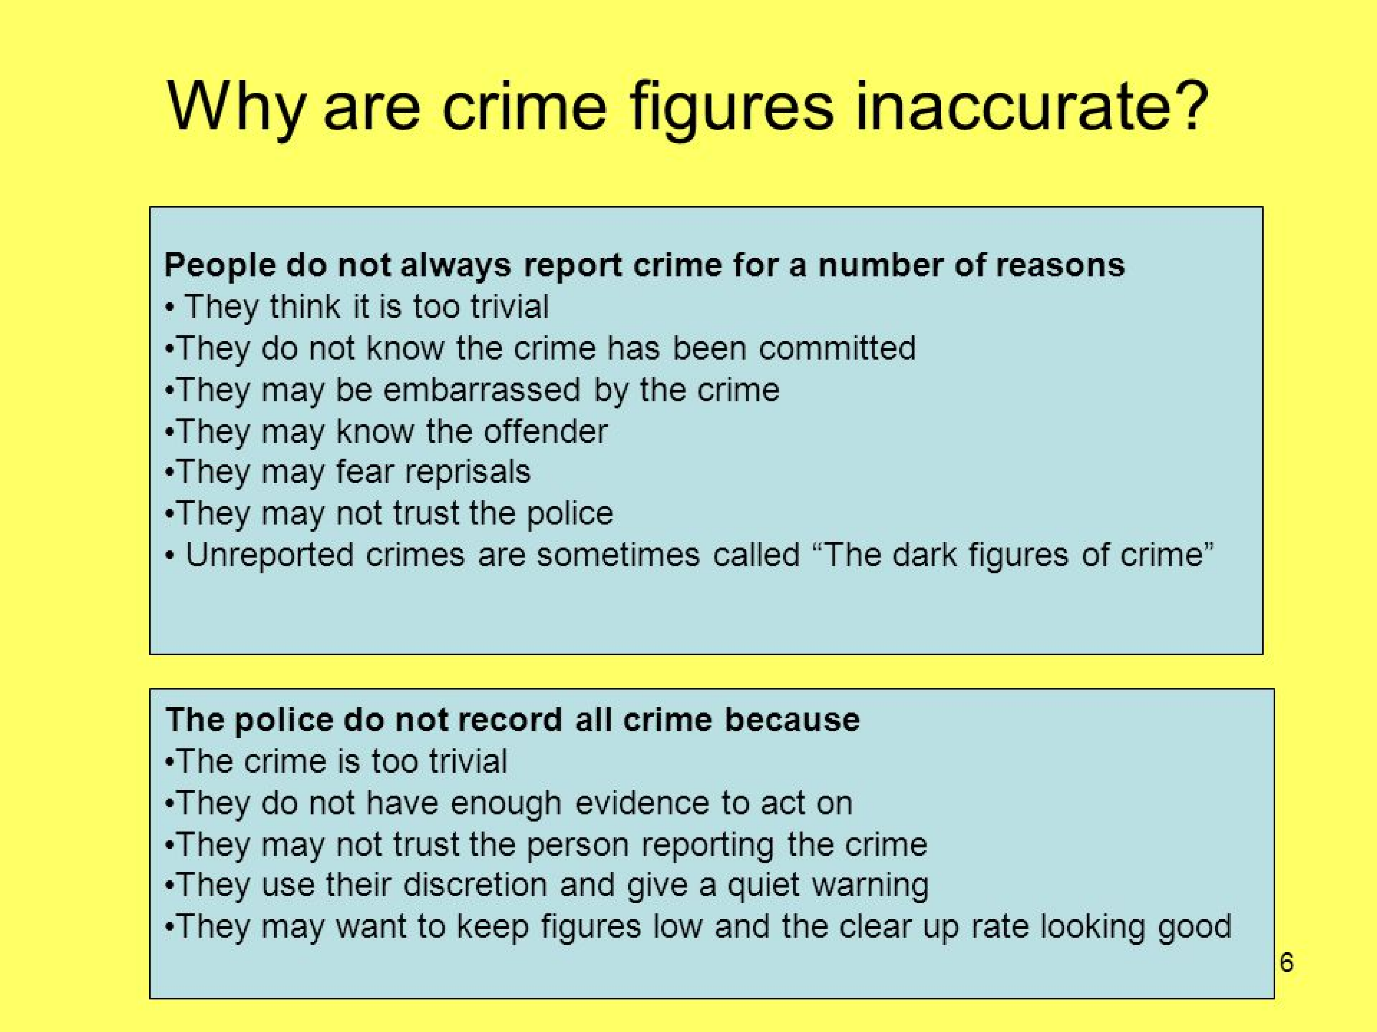 Why are crime figures inaccurate?
People do not always report crime for a number of reasons
• They think it is too trivial
•They do not know the crime has been committed
•They may be embarrassed by the crime
•They may know the offender
•They may fear reprisals
•They may not trust the police
• Unreported crimes are sometimes called “The dark figures of crime”
The police do not record all crime because
•The crime is too trivial
•They do not have enough evidence to act on
•They may not trust the person reporting the crime
•They use their discretion and give a quiet warning
•They may want to keep figures low and the clear up rate looking good
6